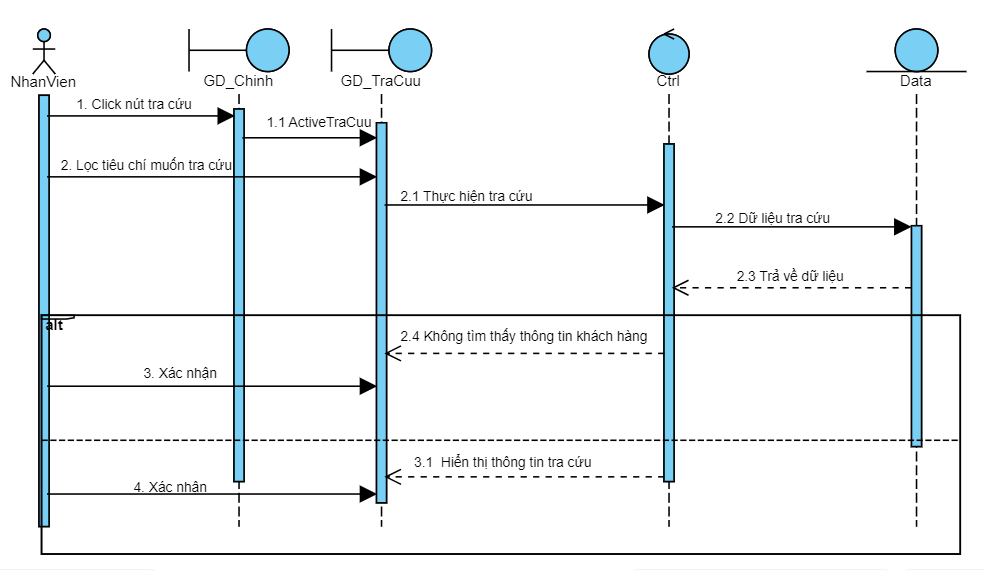 NhanVien
GD_Chinh
GD_TraCuu
Ctrl
Data
1. Click nút tra cứu
1.1 ActiveTraCuu
2. Lọc tiêu chí muốn tra cứu
2.1 Thực hiện tra cứu
2.2 Dữ liệu tra cứu
2.3 Trả về dữ liệu
alt
2.4 Không tìm thấy thông tin khách hàng
3. Xác nhận
3.1 Hiển thị thông tin tra cứu
4. Xác nhận